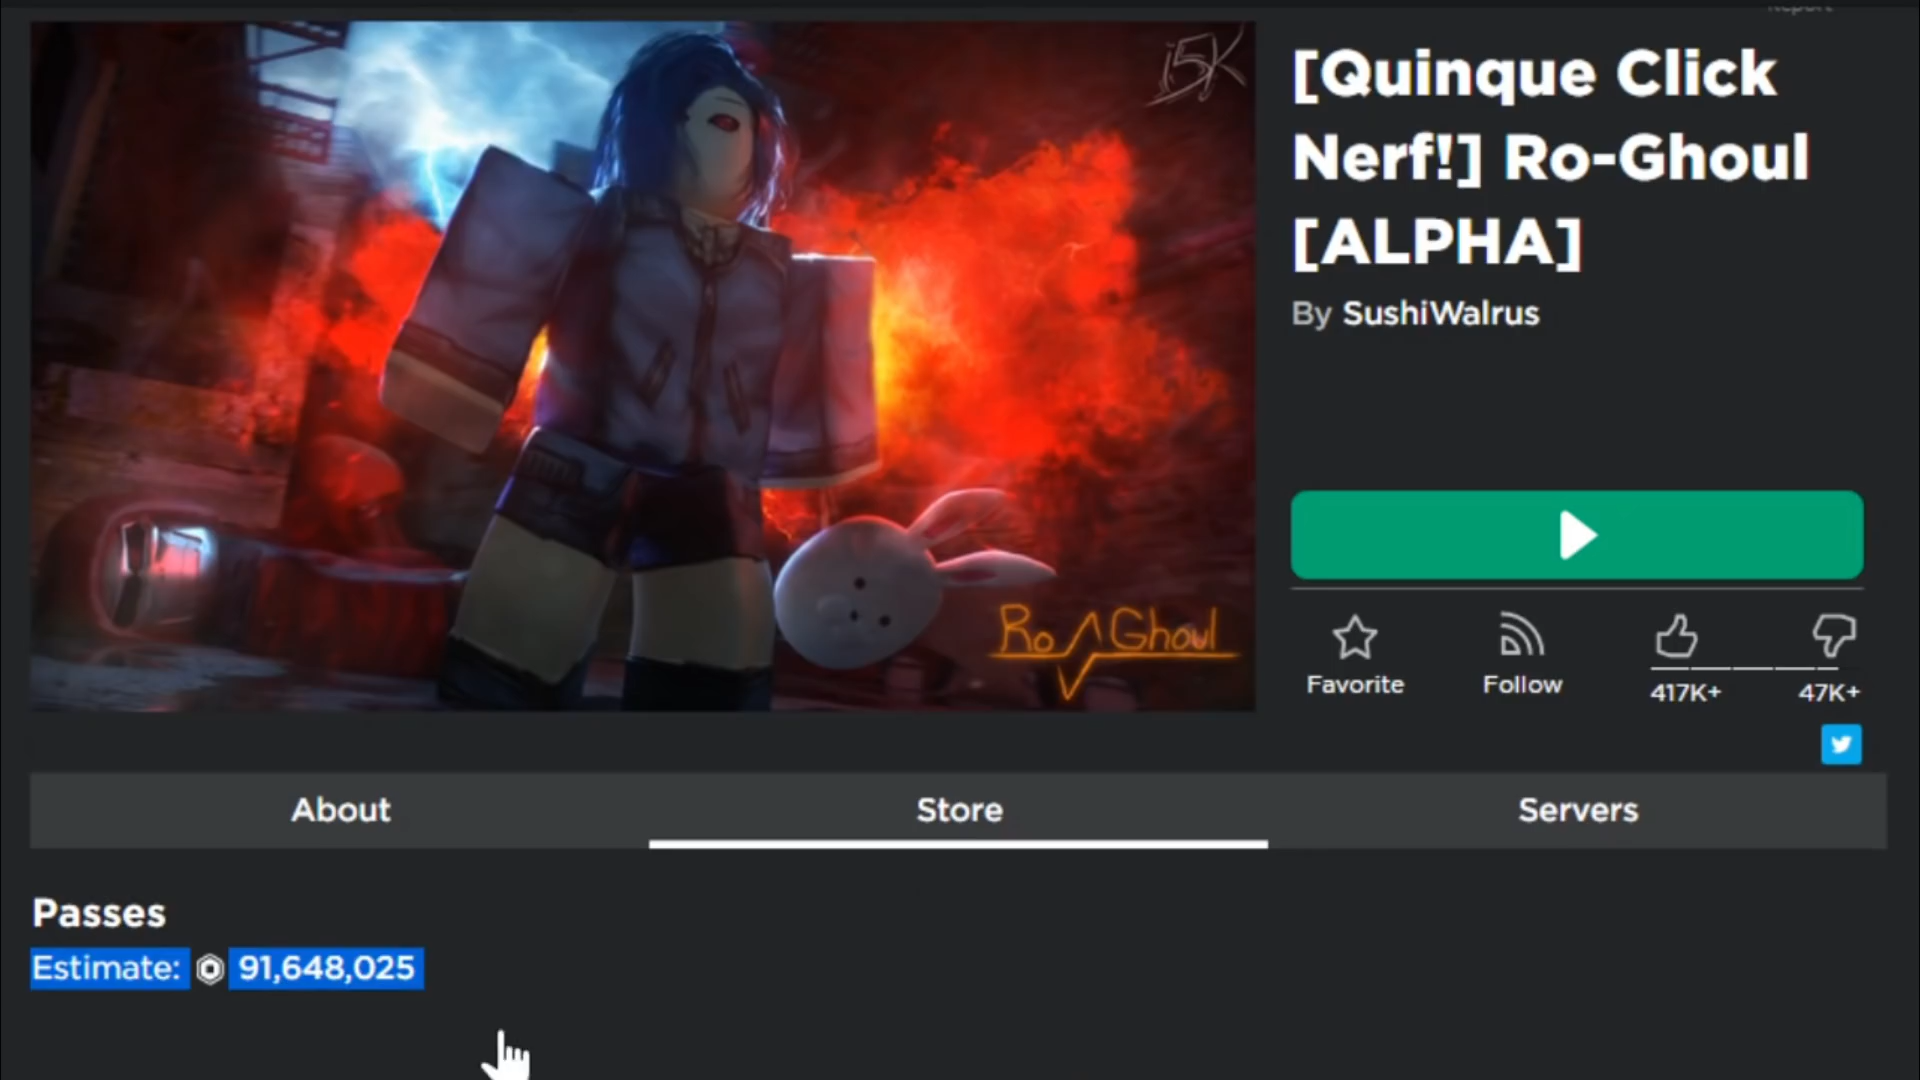 i5K
[Quinque Click
Nerf!] Ro-Ghoul
[ALPHA]
By SushiWalrus
Ro Ghoul
Favorite
Follow
417K+
47K+
About
Store
Servers
Passes
Estimate: 91,648,025